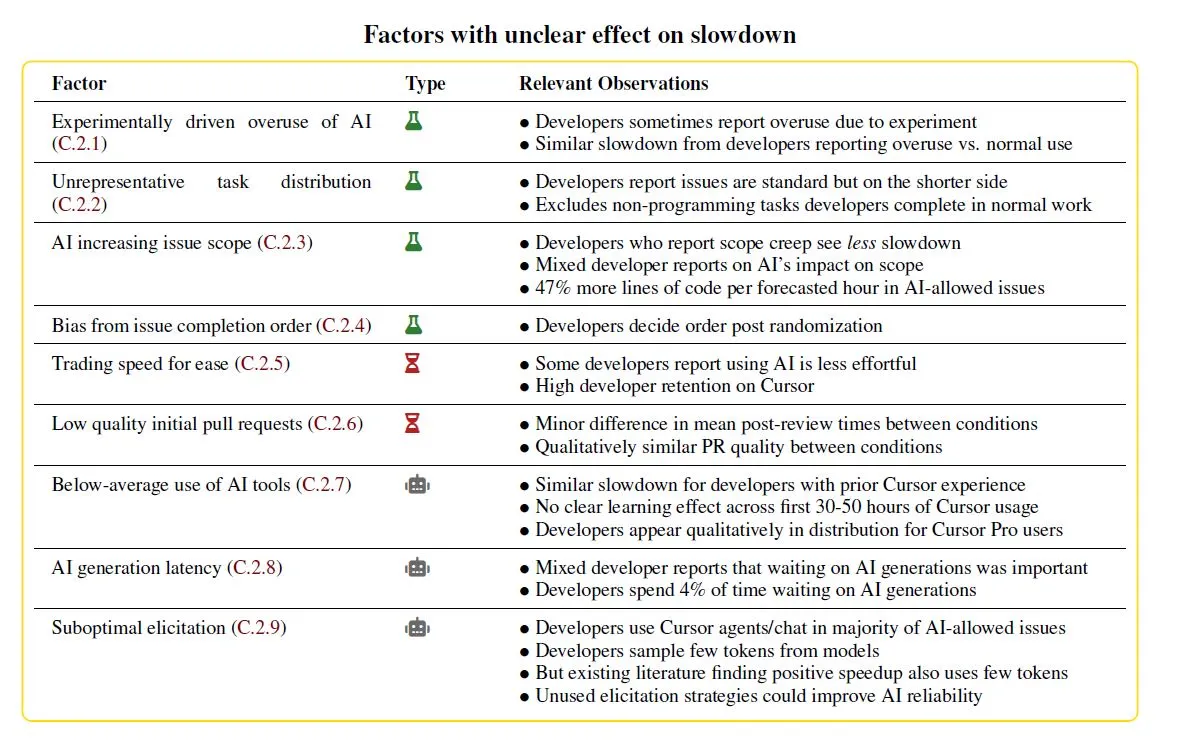 Factors with unclear effect on slowdown
Factor Type Relevant Observations
Experimentally driven overuse of AI
(C.2.1)
● Developers sometimes report overuse due to experiment
● Similar slowdown from developers reporting overuse vs. normal use
Unrepresentative task distribution
(C.2.2)
● Developers report issues are standard but on the shorter side
● Excludes non-programming tasks developers complete in normal work
AI increasing issue scope (C.2.3)
● Developers who report scope creep see less slowdown
● Mixed developer reports on AI's impact on scope
● 47% more lines of code per forecasted hour in AI-allowed issues
Bias from issue completion order (C.2.4)
● Developers decide order post randomization
Trading speed for ease (C.2.5)
● Some developers report using AI is less effortful
● High developer retention on Cursor
Low quality initial pull requests (C.2.6)
● Minor difference in mean post-review times between conditions
● Qualitatively similar PR quality between conditions
Below-average use of AI tools (C.2.7)
● Similar slowdown for developers with prior Cursor experience
● No clear learning effect across first 30-50 hours of Cursor usage
● Developers appear qualitatively in distribution for Cursor Pro users
AI generation latency (C.2.8)
● Mixed developer reports that waiting on AI generations was important
● Developers spend 4% of time waiting on AI generations
Suboptimal elicitation (C.2.9)
● Developers use Cursor agents/chat in majority of AI-allowed issues
● Developers sample few tokens from models
● But existing literature finding positive speedup also uses few tokens
● Unused elicitation strategies could improve AI reliability